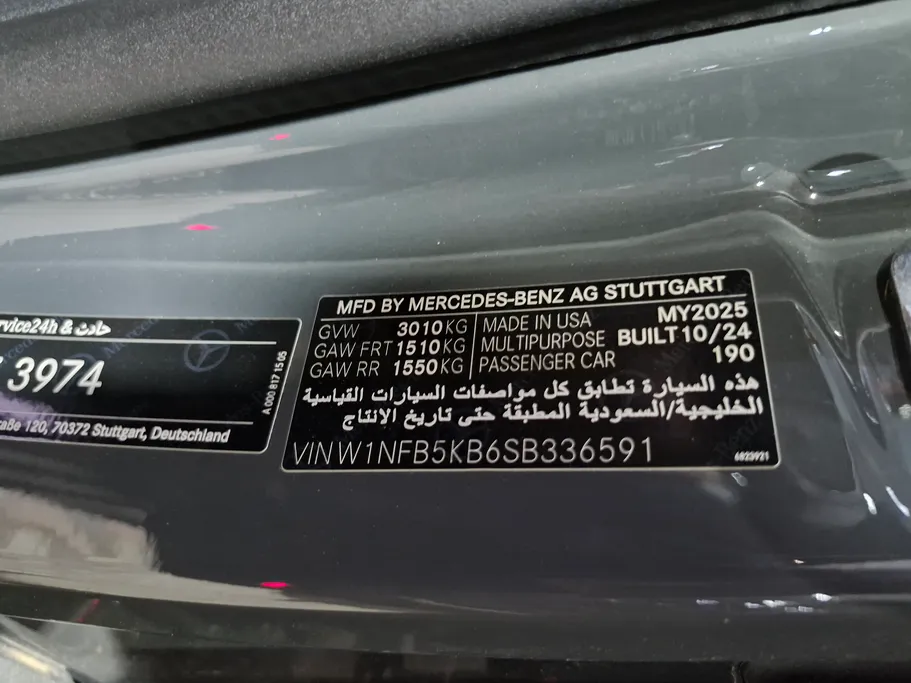 rvice24h & حادث
3974
aße 120, 70372 Stuttgart, Deutschland
A 000 817 15 05
MFD BY MERCEDES-BENZ AG STUTTGART
GVW 3010 KG MADE IN USA MY2025
GAW FRT 1510 KG MULTIPURPOSE BUILT 10/24
GAW RR 1550 KG PASSENGER CAR 190
هذه السيارة تطابق كل مواصفات السيارات القياسية
الخليجية/السعودية المطبقة حتى تاريخ الانتاج
VIN W1NFB5KB6SB336591
6823921